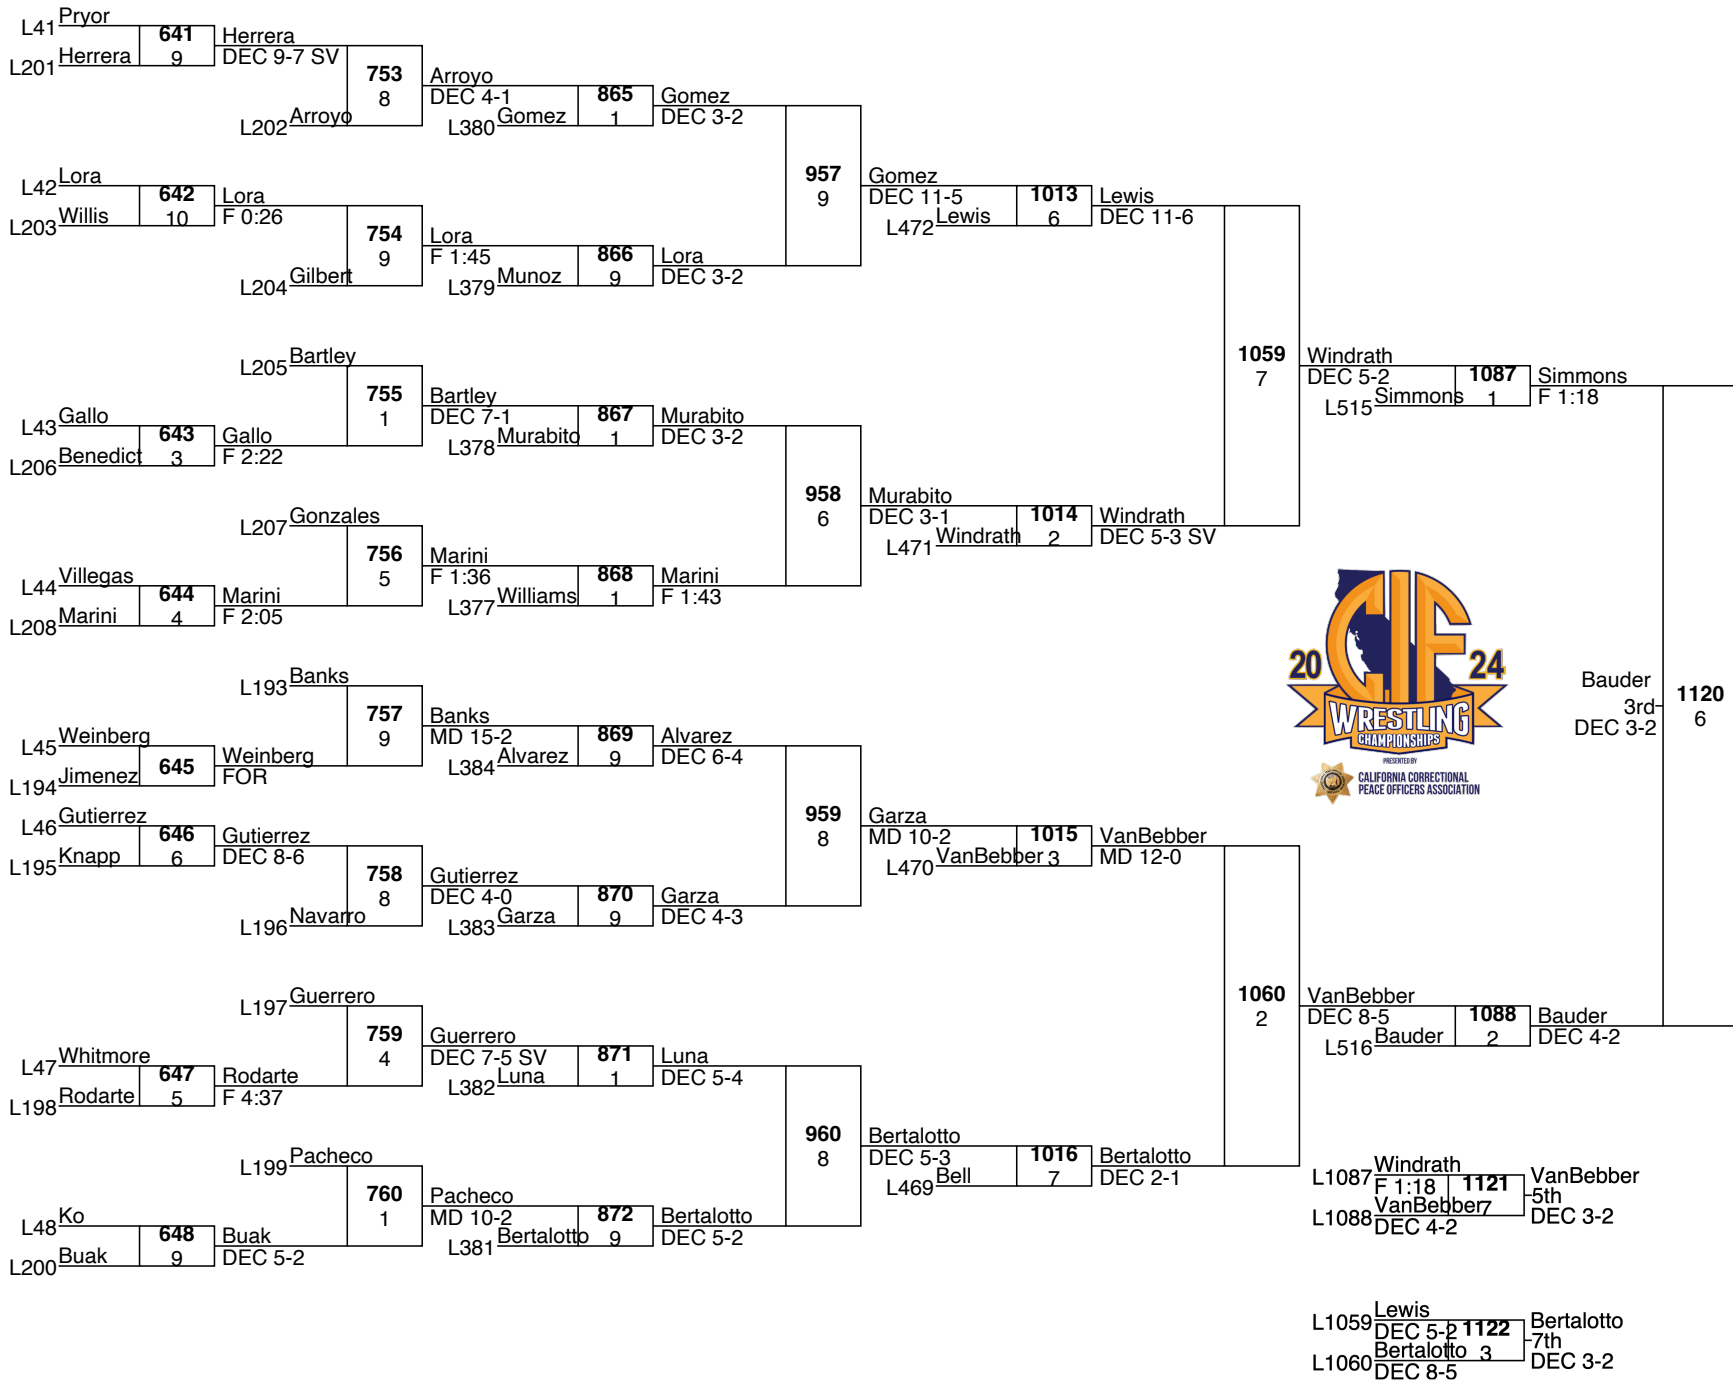 Pryor
L41
641
Herrera
L201
Herrera
9
DEC 9-7 SV
753
8
Arroyo
DEC 4-1
L202
Arroyo
865
1
L380
Gomez
Gomez
DEC 3-2
L42
Lora
642
Lora
L203
Willis
10
F 0:26
957
9
Gomez
DEC 11-5
1013
6
Lewis
DEC 11-6
L472
Lewis
754
9
Lora
F 1:45
L204
Gilbert
866
9
L379
Munoz
Lora
DEC 3-2
L205
Bartley
755
1
Bartley
DEC 7-1
L43
Gallo
643
Gallo
L206
Benedict
3
F 2:22
867
1
L378
Murabito
Murabito
DEC 3-2
1059
7
Windrath
DEC 5-2
1087
1
Simmons
F 1:18
L515
Simmons
958
6
Murabito
DEC 3-1
1014
2
Windrath
DEC 5-3 SV
L471
Windrath
L207
Gonzales
756
5
Marini
F 1:36
L44
Villegas
644
Marini
L208
Marini
4
F 2:05
868
1
L377
Williams
Marini
F 1:43
20 CIF 24
WRESTLING
CHAMPIONSHIPS
PRESENTED BY
CALIFORNIA CORRECTIONAL
PEACE OFFICERS ASSOCIATION
Bauder
3rd
DEC 3-2
1120
6
L193
Banks
757
9
Banks
MD 15-2
L45
Weinberg
645
Weinberg
L194
Jimenez
FOR
869
9
L384
Alvarez
Alvarez
DEC 6-4
L46
Gutierrez
646
Gutierrez
L195
Knapp
6
DEC 8-6
959
8
Garza
MD 10-2
1015
3
VanBebber
MD 12-0
L470
VanBebber
758
8
Gutierrez
DEC 4-0
L196
Navarro
870
9
L383
Garza
Garza
DEC 4-3
L197
Guerrero
759
4
Guerrero
DEC 7-5 SV
L47
Whitmore
647
Rodarte
L198
Rodarte
5
F 4:37
871
1
L382
Luna
Luna
DEC 5-4
1060
2
VanBebber
DEC 8-5
1088
2
Bauder
DEC 4-2
L516
Bauder
960
8
Bertalotto
DEC 5-3
1016
7
Bertalotto
DEC 2-1
L469
Bell
L199
Pacheco
760
1
Pacheco
MD 10-2
L48
Ko
648
Buak
L200
Buak
9
DEC 5-2
872
9
L381
Bertalotto
Bertalotto
DEC 5-2
L1087
Windrath
F 1:18
1121
7
L1088
VanBebber
DEC 4-2
VanBebber
5th
DEC 3-2
L1059
Lewis
DEC 5-2
1122
3
L1060
Bertalotto
DEC 8-5
Bertalotto
7th
DEC 3-2